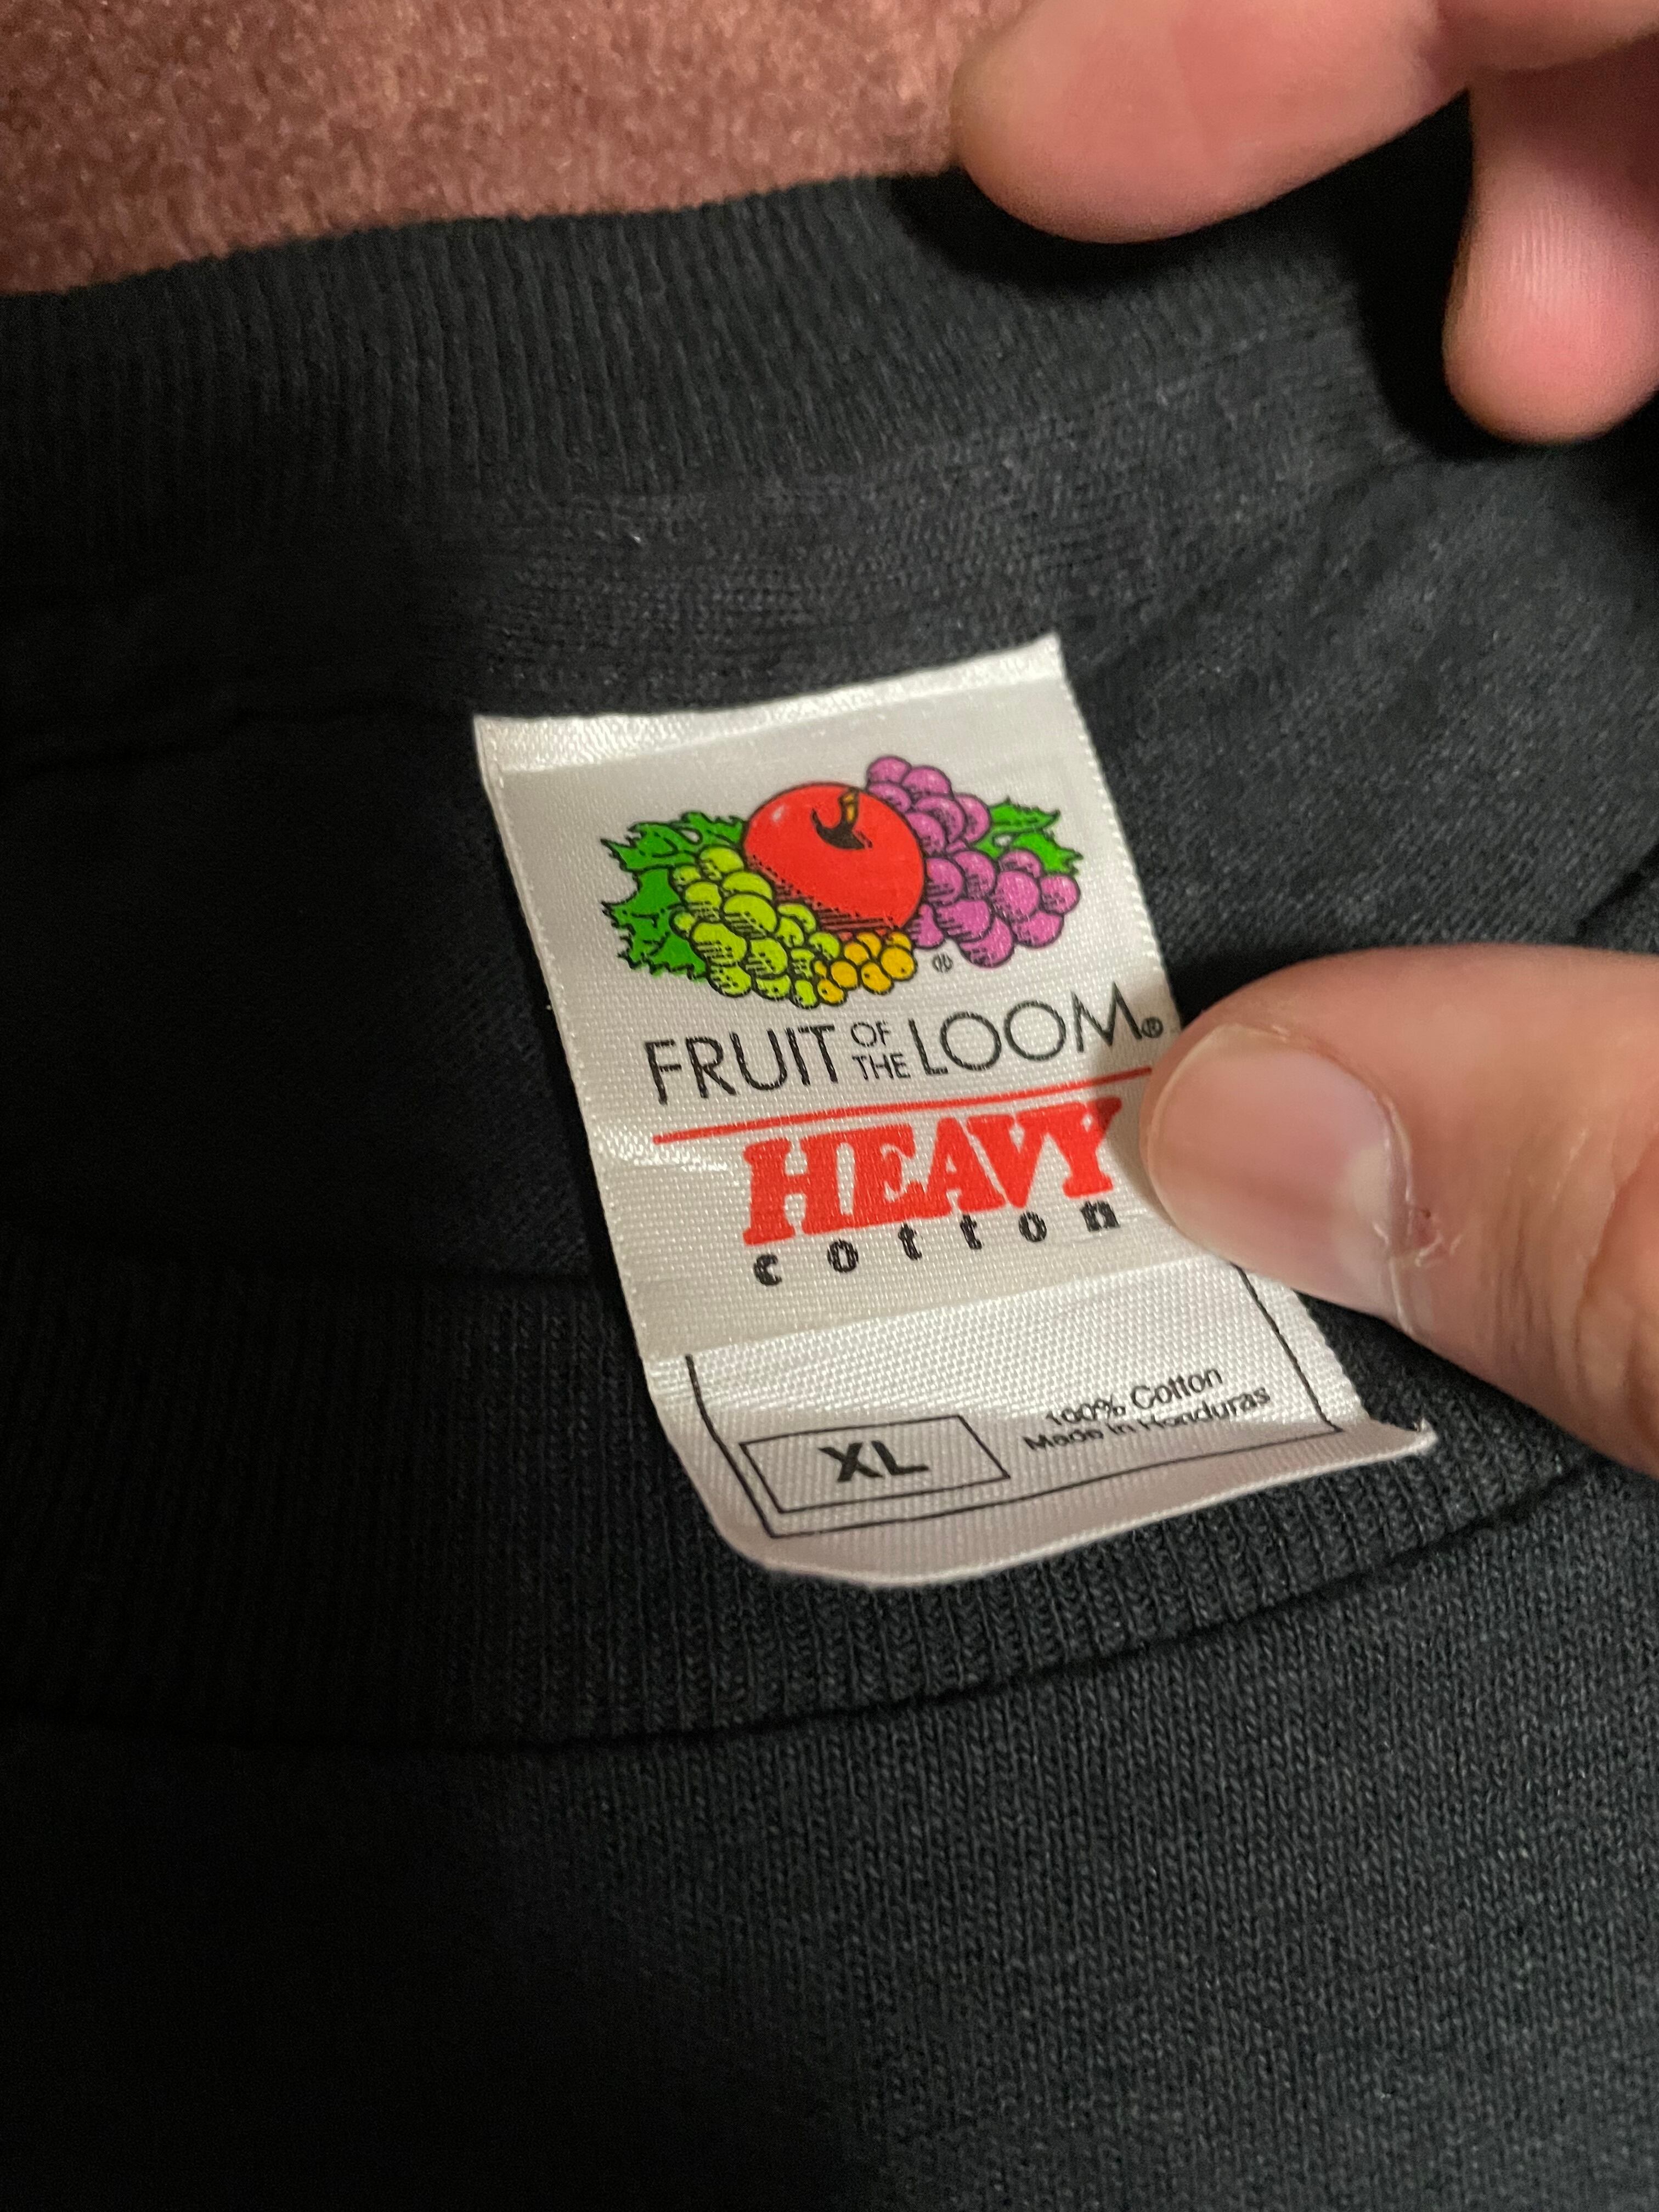 ®
FRUIT OF THE LOOM®
HEAVY
cotton
XL
100% Cotton
Made in Honduras